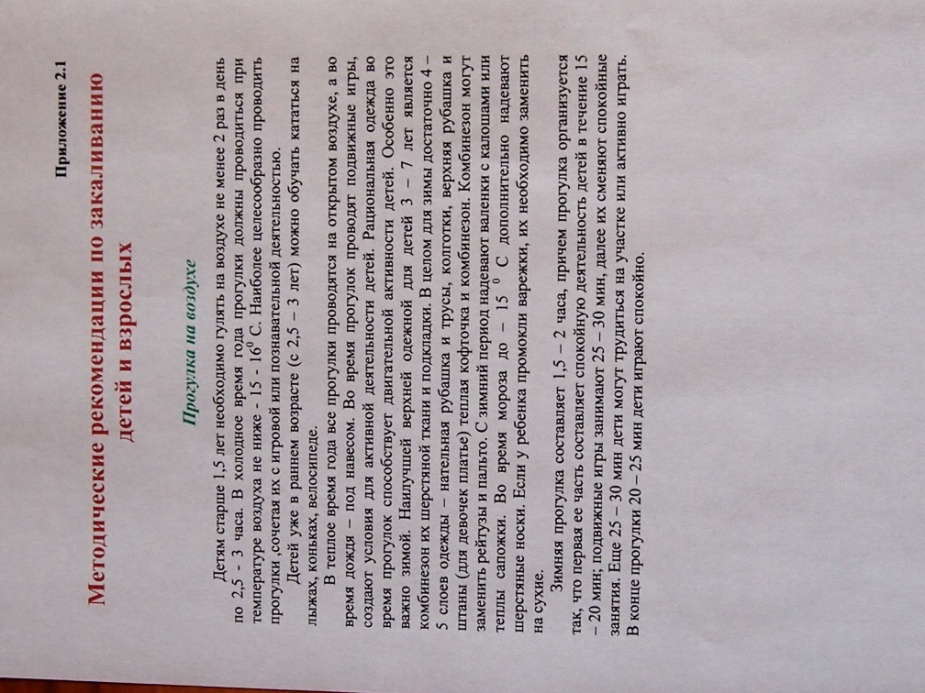 Приложение 2.1
Методические рекомендации по закаливанию
детей и взрослых
Прогулка на воздухе
Детям старше 1,5 лет необходимо гулять на воздухе не менее 2 раз в день
по 2,5 - 3 часа. В холодное время года прогулки должны проводиться при
температуре воздуха не ниже - 15 - 16⁰ С. Наиболее целесообразно проводить
прогулки ,сочетая их с игровой или познавательной деятельностью.
Детей уже в раннем возрасте (с 2,5 – 3 лет) можно обучать кататься на
лыжах, коньках, велосипеде.
В теплое время года все прогулки проводятся на открытом воздухе, а во
время дождя – под навесом. Во время прогулок проводят подвижные игры,
создают условия для активной деятельности детей. Рациональная одежда во
время прогулок способствует двигательной активности детей. Особенно это
важно зимой. Наилучшей верхней одежной для детей 3 – 7 лет является
комбинезон их шерстяной ткани и подкладки. В целом для зимы достаточно 4 –
5 слоев одежды – нательная рубашка и трусы, колготки, верхняя рубашка и
штаны (для девочек платье) теплая кофточка и комбинезон. Комбинезон могут
заменить рейтузы и пальто. С зимний период надевают валенки с калошами или
теплы сапожки. Во время мороза до – 15 ⁰ С дополнительно надевают
шерстяные носки. Если у ребенка промокли варежки, их необходимо заменить
на сухие.
Зимняя прогулка составляет 1,5 – 2 часа, причем прогулка организуется
так, что первая ее часть составляет спокойную деятельность детей в течение 15
– 20 мин; подвижные игры занимают 25 – 30 мин, далее их сменяют спокойные
занятия. Еще 25 – 30 мин дети могут трудиться на участке или активно играть.
В конце прогулки 20 – 25 мин дети играют спокойно.